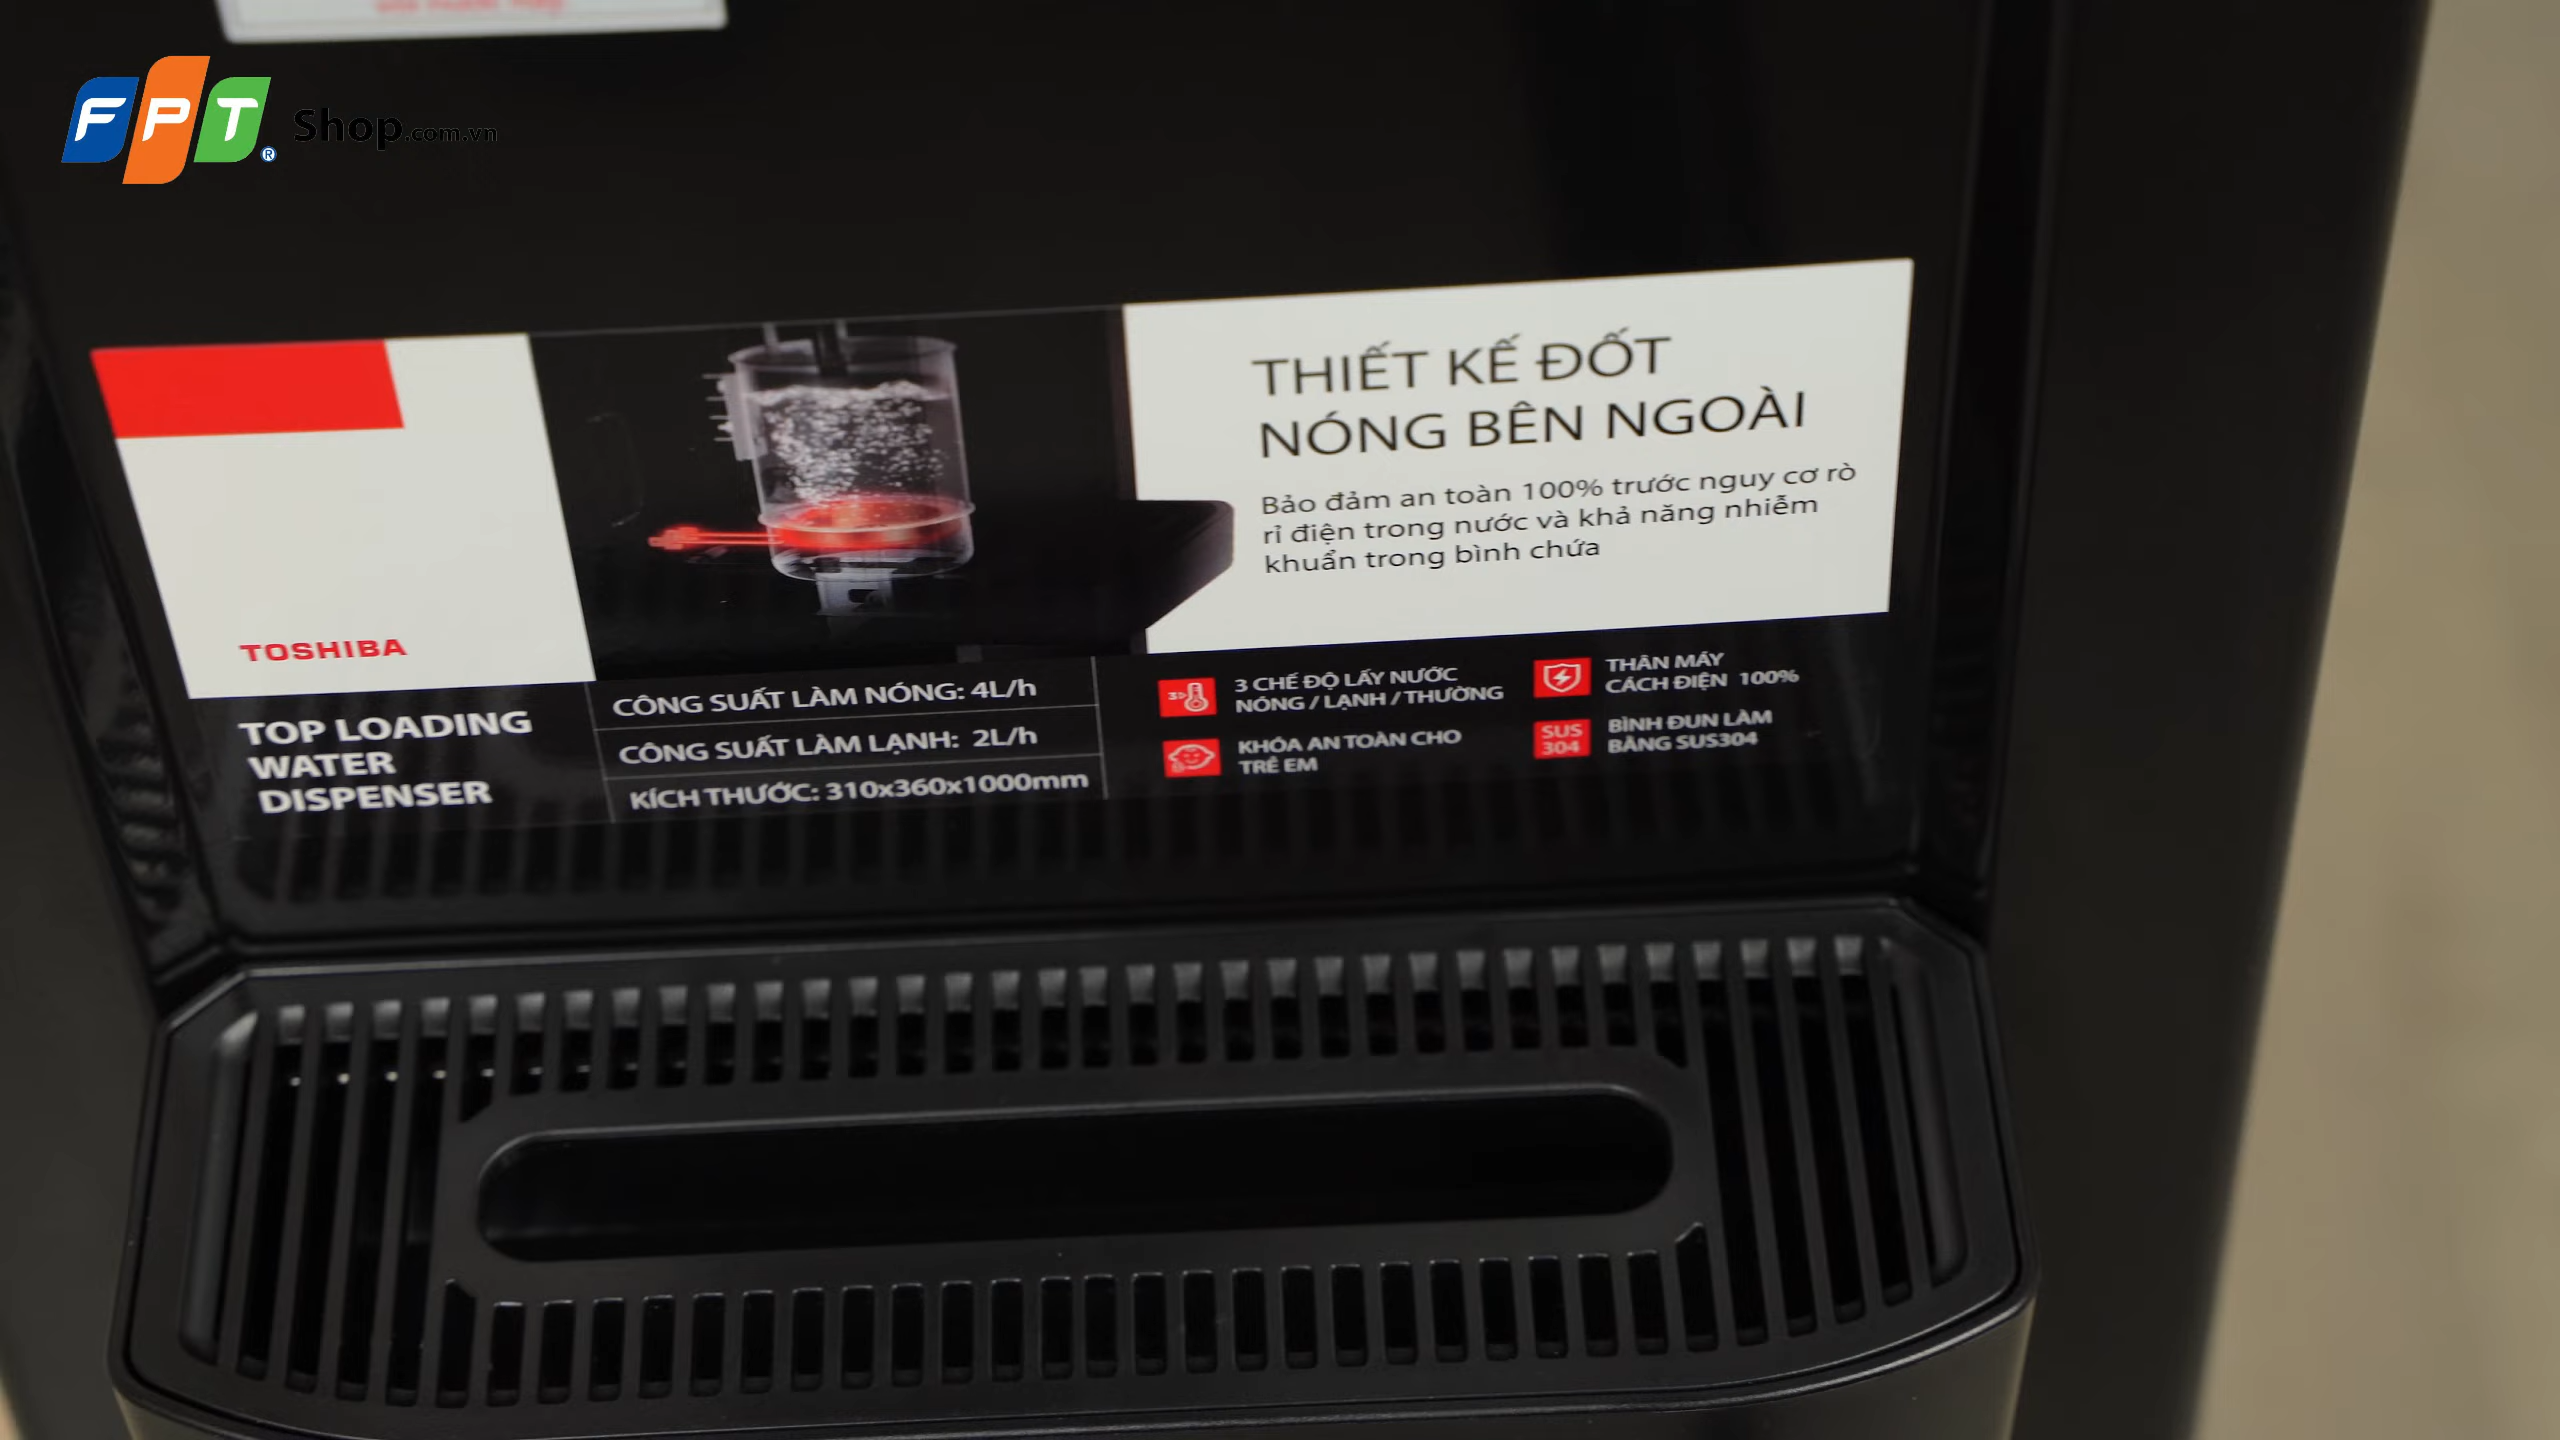 FPT® Shop.com.vn
THIẾT KẾ ĐỐT
NÓNG BÊN NGOÀI
Bảo đảm an toàn 100% trước nguy cơ rò
rỉ điện trong nước và khả năng nhiễm
khuẩn trong bình chứa
TOSHIBA
TOP LOADING
WATER
DISPENSER
CÔNG SUẤT LÀM NÓNG: 4L/h
CÔNG SUẤT LÀM LẠNH: 2L/h
KÍCH THƯỚC: 310x360x1000mm
3 CHẾ ĐỘ LẤY NƯỚC
NÓNG / LẠNH / THƯỜNG
KHÓA AN TOÀN CHO
TRẺ EM
THÂN MÁY
CÁCH ĐIỆN 100%
SUS
304
BÌNH ĐUN LÀM
BẰNG SUS304